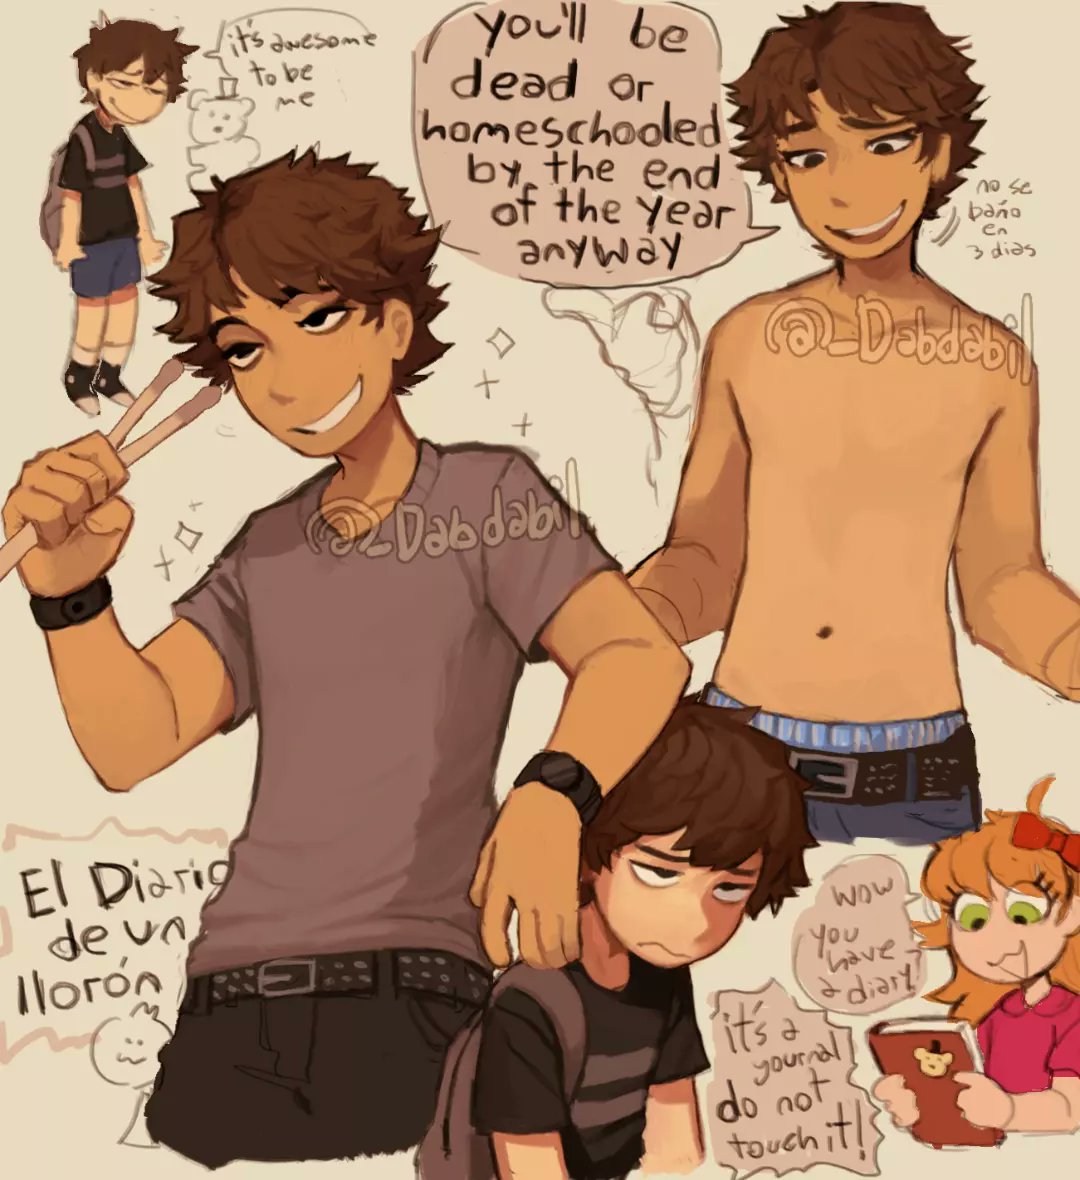 it's awesome
to be
me
you'll be
dead or
homeschooled
by the end
of the year
anyway
no se
baño
en
3 dias
@_Dabdabil
@_Dabdabil
El Diario
de un
llorón
wow
you
have
a diary?
it's a
yournal
do not
touch it!